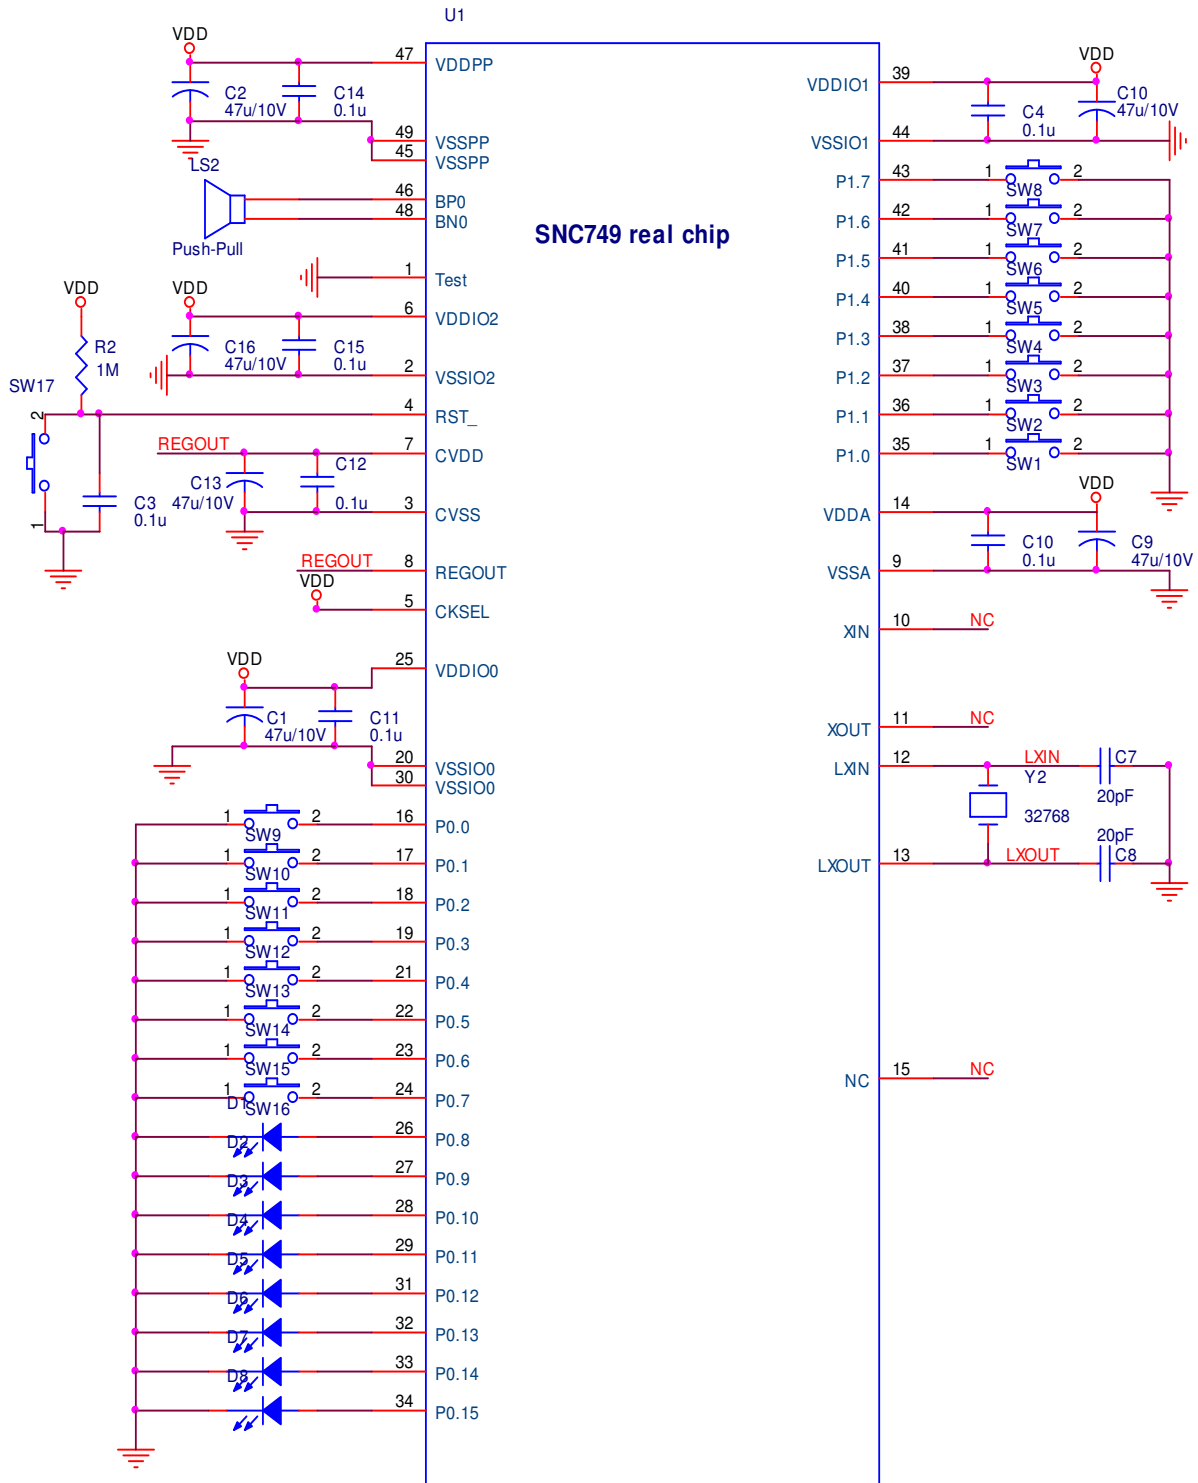 U1
SNC749 real chip
VDD
47
VDDPP
C2
47u/10V
C14
0.1u
49
VSSPP
45
VSSPP
LS2
46
BP0
48
BN0
Push-Pull
1
Test
VDD
VDD
6
VDDIO2
R2
1M
C16
47u/10V
C15
0.1u
2
VSSIO2
SW17
2
1
4
RST_
REGOUT
7
CVDD
C13
47u/10V
C12
0.1u
C3
0.1u
3
CVSS
REGOUT
8
REGOUT
VDD
5
CKSEL
VDD
25
VDDIO0
C1
47u/10V
C11
0.1u
20
VSSIO0
30
VSSIO0
1 SW9 2 16 P0.0
1 SW10 2 17 P0.1
1 SW11 2 18 P0.2
1 SW12 2 19 P0.3
1 SW13 2 21 P0.4
1 SW14 2 22 P0.5
1 SW15 2 23 P0.6
1 SW16 2 24 P0.7
D1 26 P0.8
D2 27 P0.9
D3 28 P0.10
D4 29 P0.11
D5 31 P0.12
D6 32 P0.13
D7 33 P0.14
D8 34 P0.15
VDD
VDDIO1
39
C4
0.1u
C10
47u/10V
VSSIO1
44
P1.7 43 1 SW8 2
P1.6 42 1 SW7 2
P1.5 41 1 SW6 2
P1.4 40 1 SW5 2
P1.3 38 1 SW4 2
P1.2 37 1 SW3 2
P1.1 36 1 SW2 2
P1.0 35 1 SW1 2
VDD
VDDA
14
C10
0.1u
C9
47u/10V
VSSA
9
XIN 10 NC
XOUT 11 NC
LXIN 12 LXIN
C7
20pF
Y2
32768
20pF
LXOUT 13 LXOUT
C8
NC 15 NC